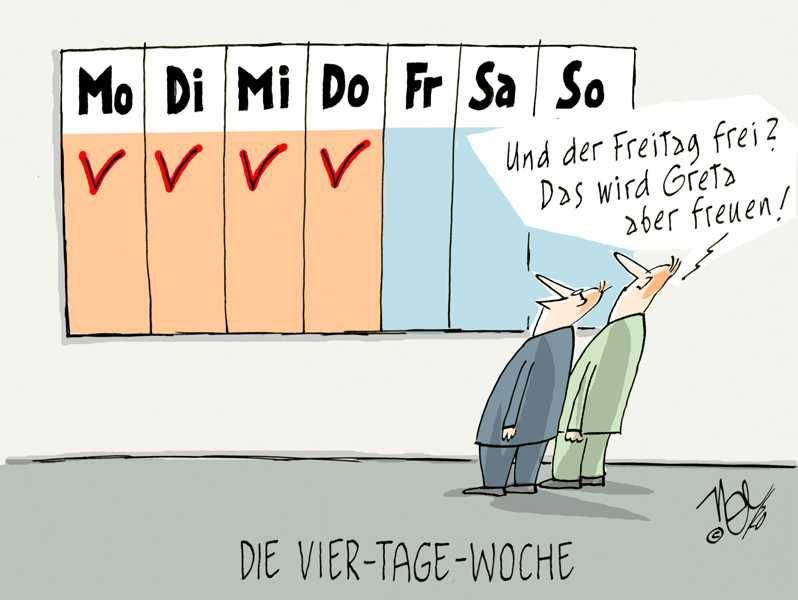 Mo Di Mi Do Fr Sa So
Und der Freitag frei?
Das wird Greta
aber freuen!
©
DIE VIER-TAGE-WOCHE